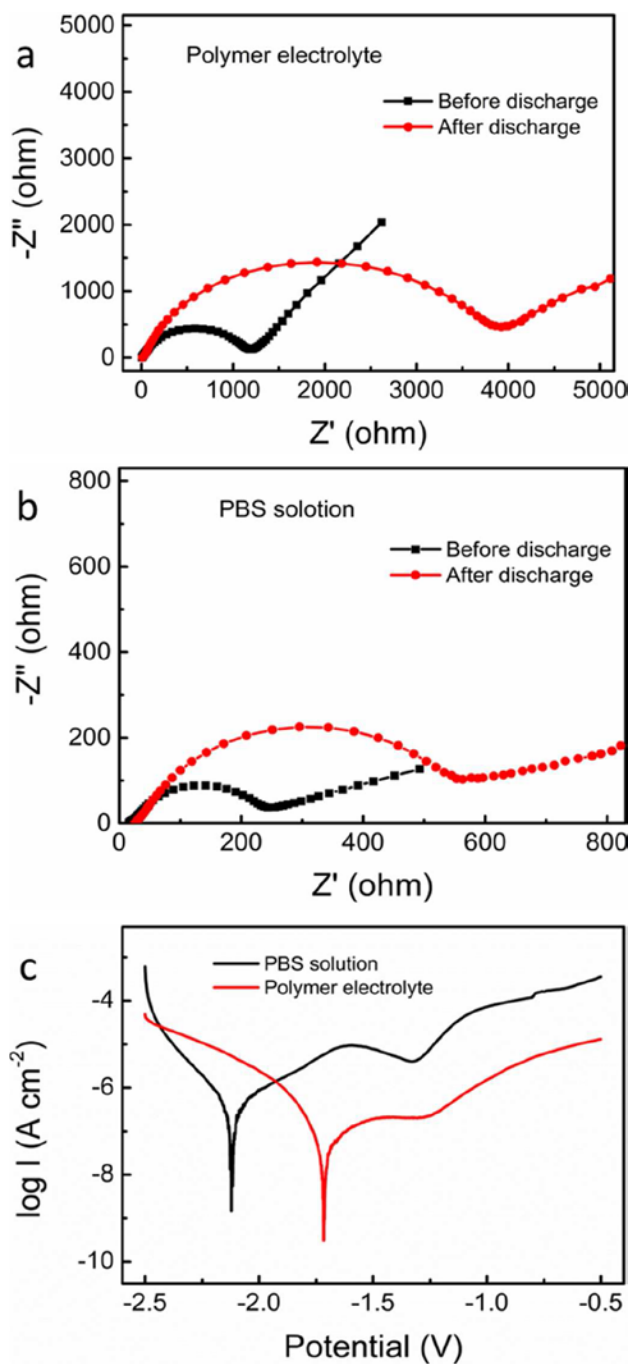 a
Polymer electrolyte
Before discharge
After discharge
5000
4000
3000
2000
1000
0
-Z" (ohm)
0 1000 2000 3000 4000 5000
Z' (ohm)
b
PBS solotion
Before discharge
After discharge
800
600
400
200
0
-Z" (ohm)
0 200 400 600 800
Z' (ohm)
c
PBS solution
Polymer electrolyte
-4
-6
-8
-10
log I (A cm⁻²)
-2.5 -2.0 -1.5 -1.0 -0.5
Potential (V)